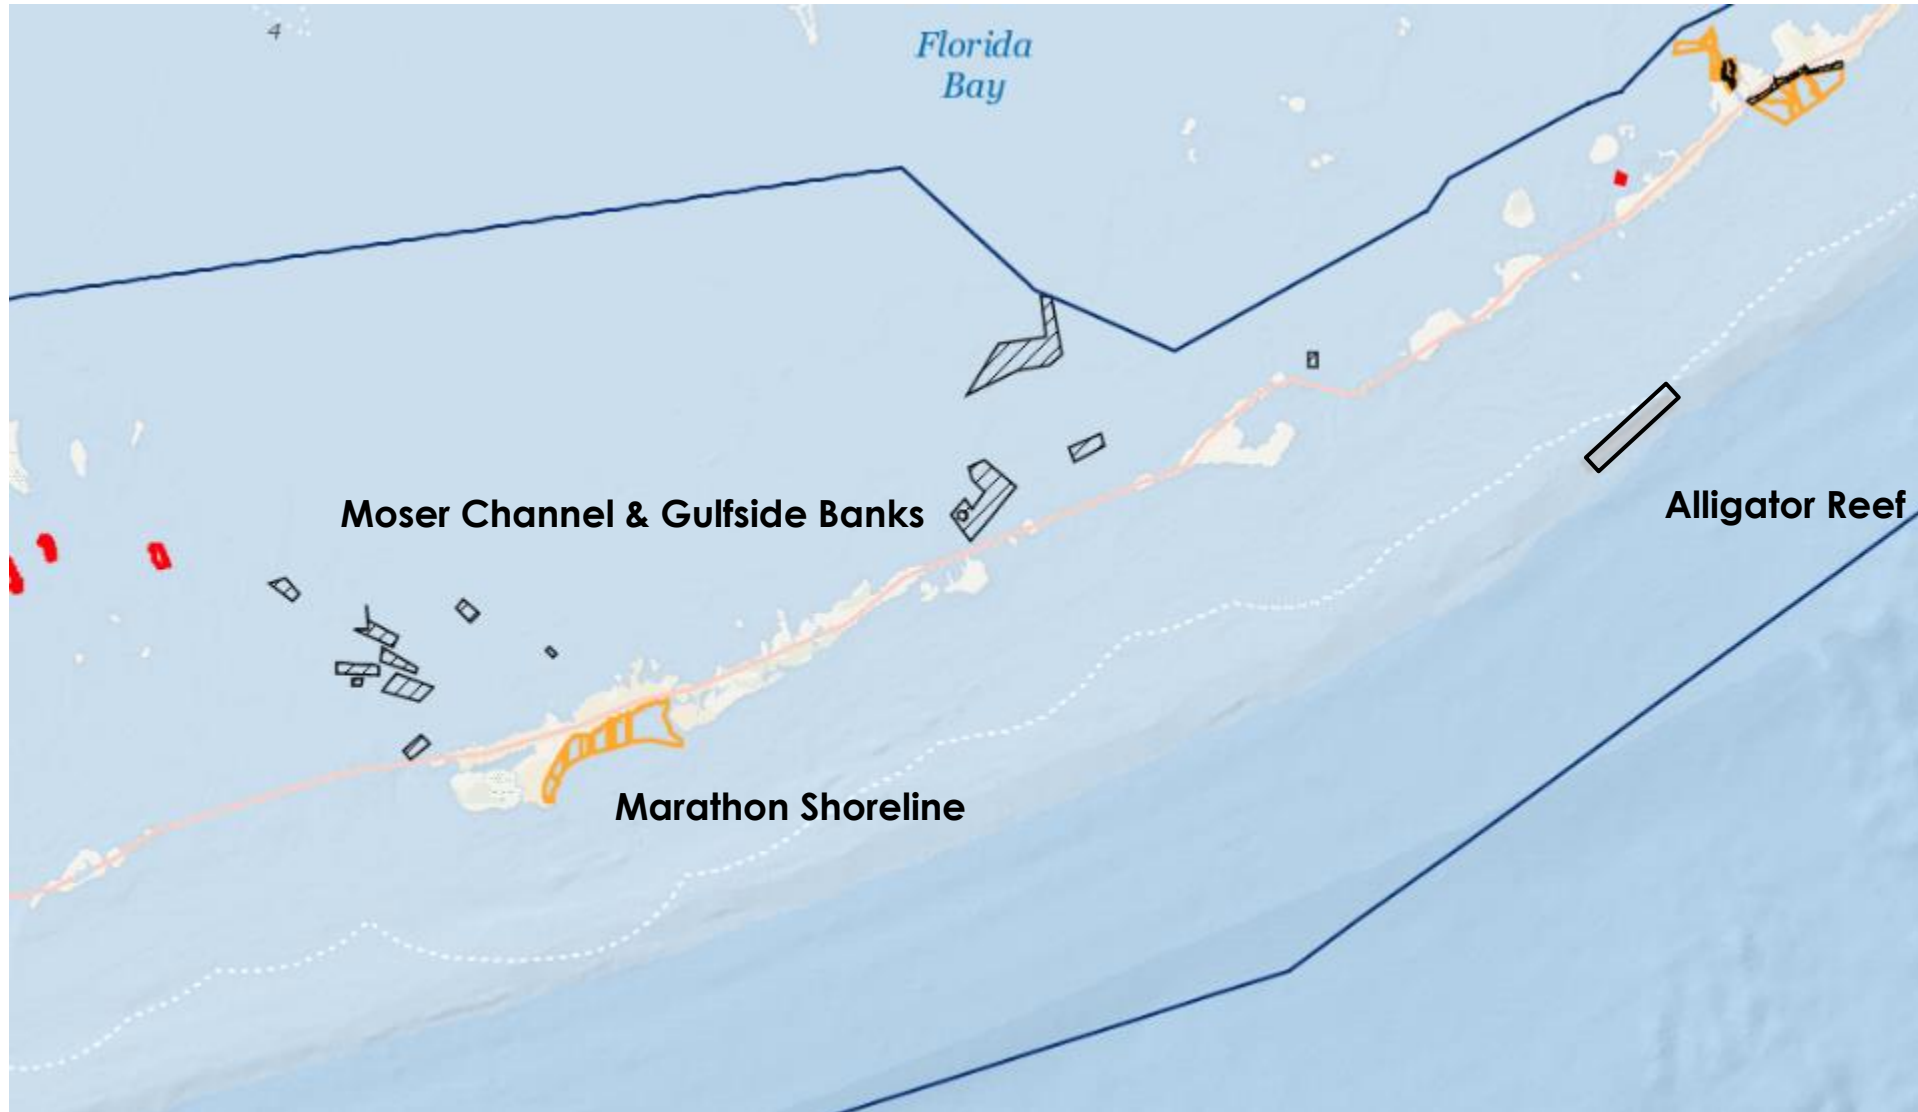 4
Florida
Bay
Moser Channel & Gulfside Banks
Alligator Reef
Marathon Shoreline